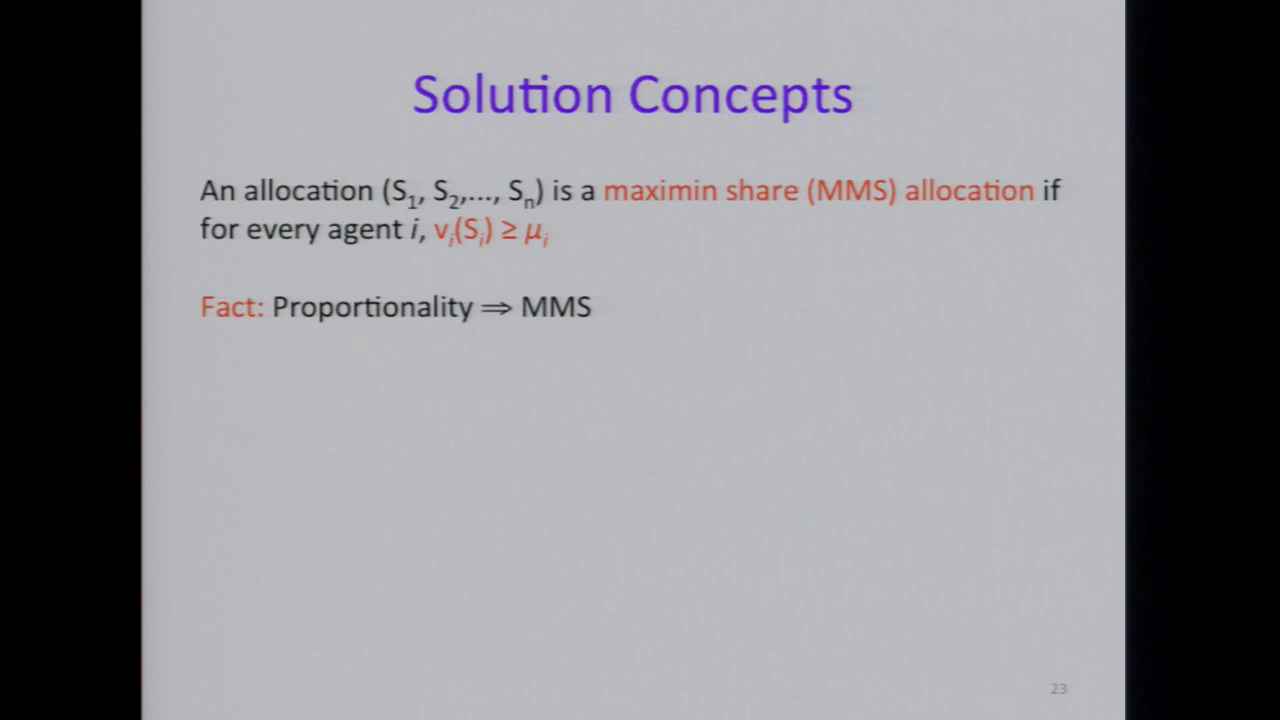 Solution Concepts
An allocation (S₁, S₂,..., Sₙ) is a maximin share (MMS) allocation if
for every agent i, vᵢ(Sᵢ) ≥ μᵢ
Fact: Proportionality ⟹ MMS
23